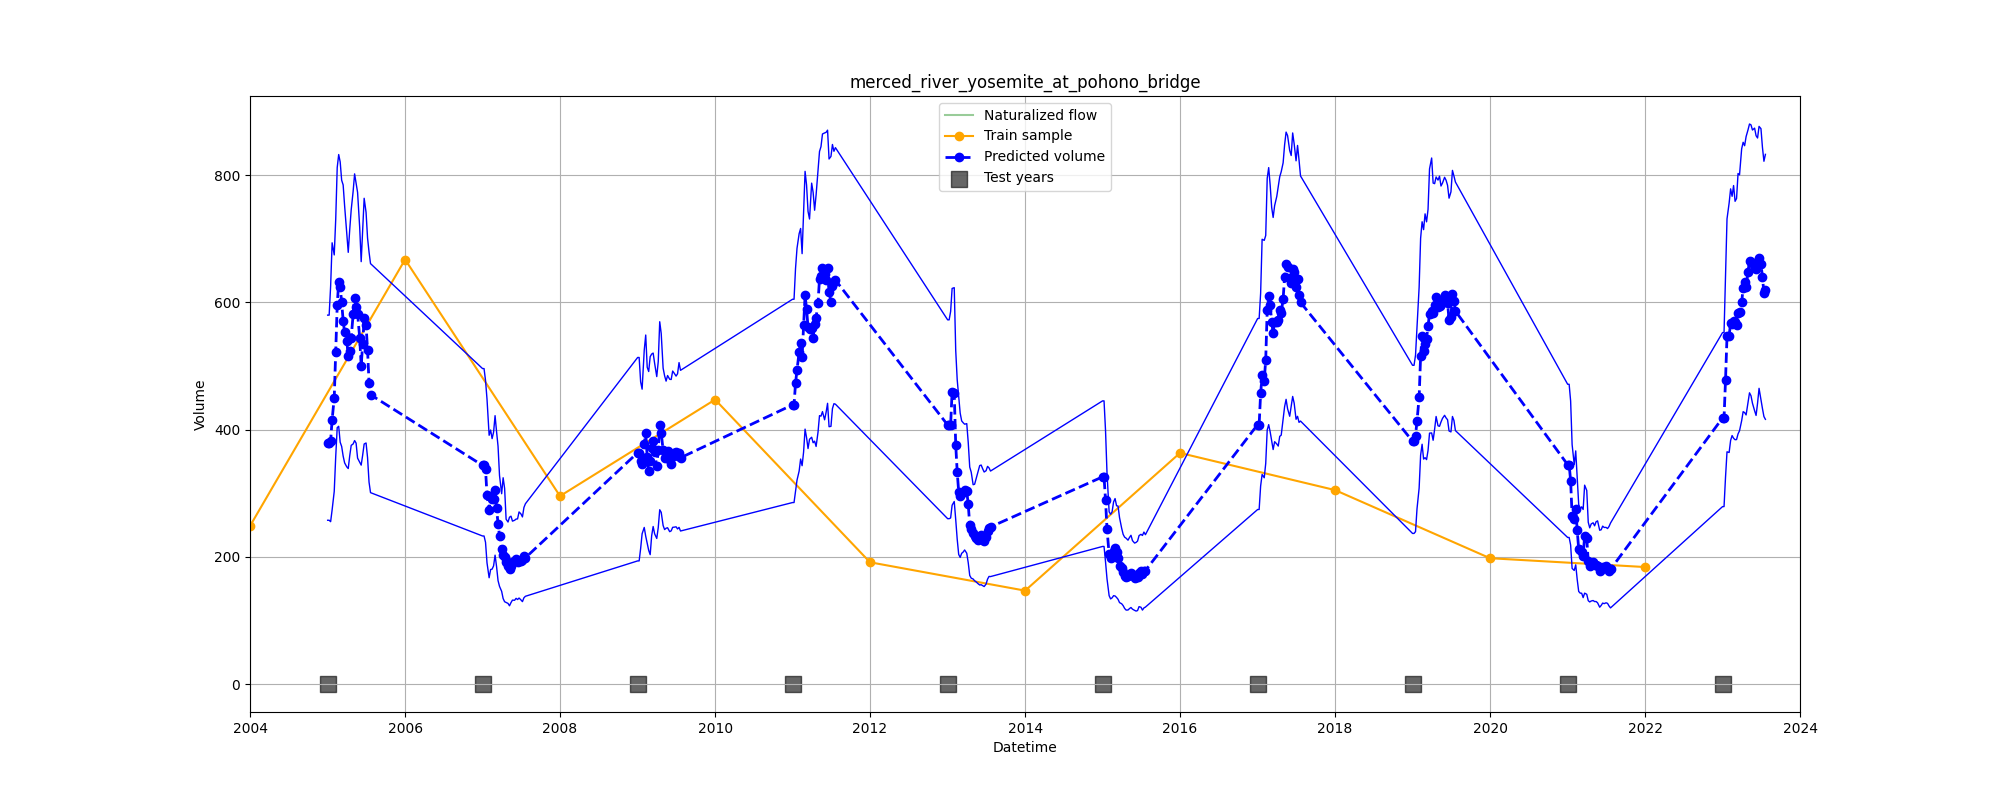 merced_river_yosemite_at_pohono_bridge
Naturalized flow
Train sample
Predicted volume
Test years
800
600
400
200
0
Volume
2004 2006 2008 2010 2012 2014 2016 2018 2020 2022 2024
Datetime